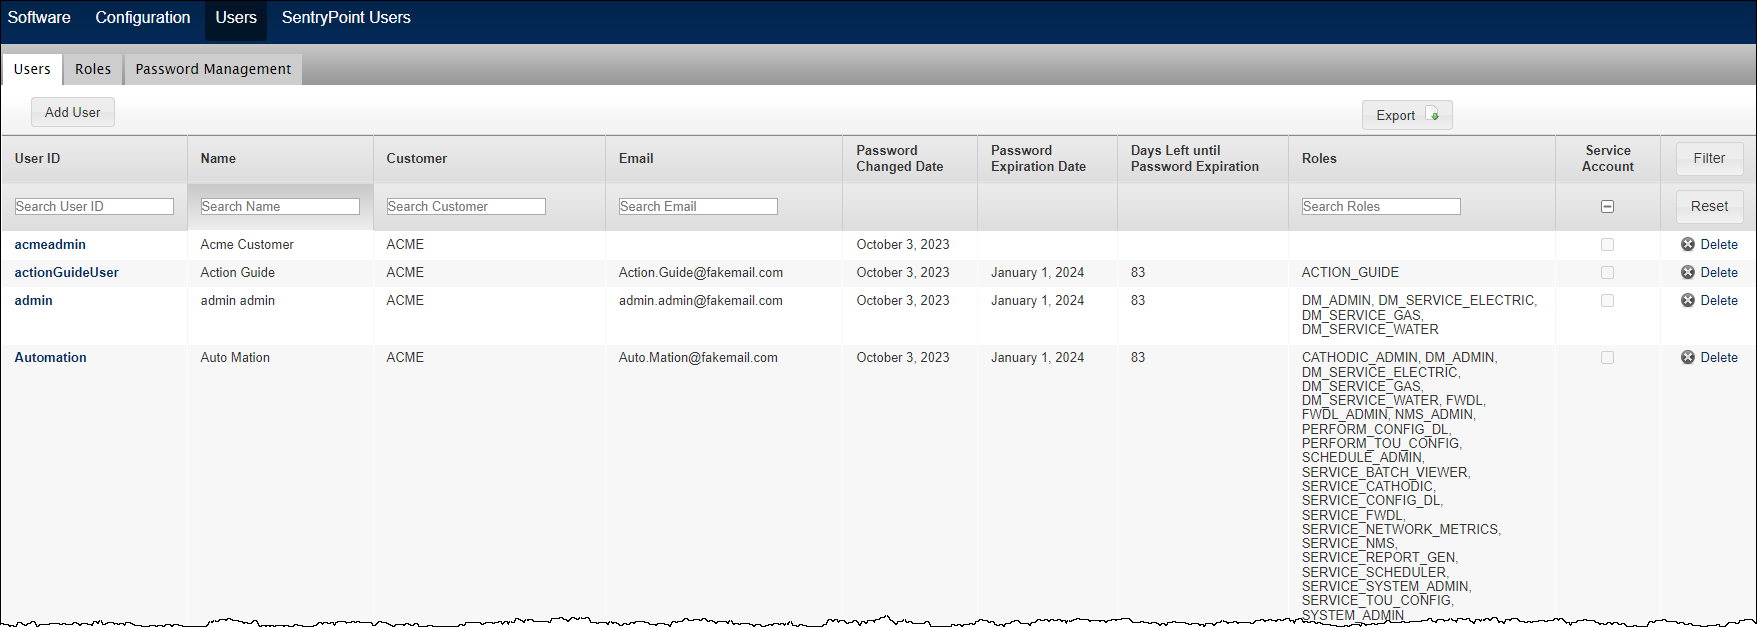 Software Configuration Users SentryPoint Users
Users Roles Password Management
Add User Export
User ID Name Customer Email Password Changed Date Password Expiration Date Days Left until Password Expiration Roles Service Account Filter
Search User ID Search Name Search Customer Search Email Search Roles Reset
acmeadmin Acme Customer ACME October 3, 2023 Delete
actionGuideUser Action Guide ACME Action.Guide@fakemail.com October 3, 2023 January 1, 2024 83 ACTION_GUIDE Delete
admin admin admin ACME admin.admin@fakemail.com October 3, 2023 January 1, 2024 83 DM_ADMIN, DM_SERVICE_ELECTRIC, Delete
DM_SERVICE_GAS,
DM_SERVICE_WATER
Automation Auto Mation ACME Auto.Mation@fakemail.com October 3, 2023 January 1, 2024 83 CATHODIC_ADMIN, DM_ADMIN, Delete
DM_SERVICE_ELECTRIC,
DM_SERVICE_GAS,
DM_SERVICE_WATER, FWDL,
FWDL_ADMIN, NMS_ADMIN,
PERFORM_CONFIG_DL,
PERFORM_TOU_CONFIG,
SCHEDULE_ADMIN,
SERVICE_BATCH_VIEWER,
SERVICE_CATHODIC,
SERVICE_CONFIG_DL,
SERVICE_FWDL,
SERVICE_NETWORK_METRICS,
SERVICE_NMS,
SERVICE_REPORT_GEN,
SERVICE_SCHEDULER,
SERVICE_SYSTEM_ADMIN,
SERVICE_TOU_CONFIG,
SYSTEM_ADMIN